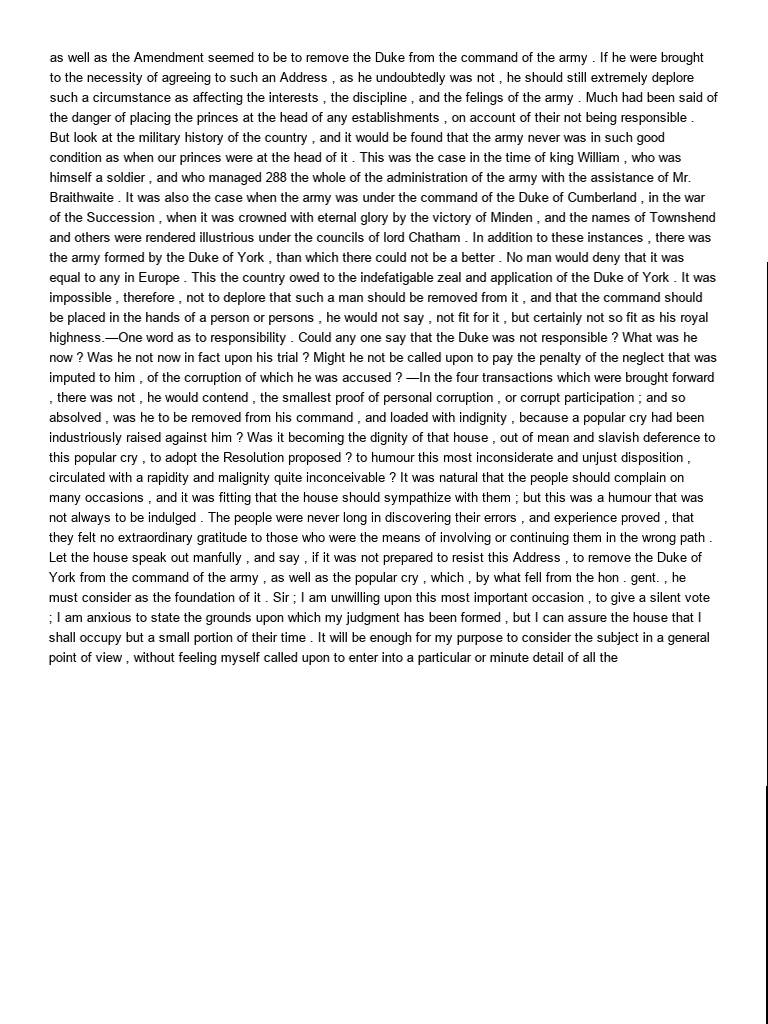 as well as the Amendment seemed to be to remove the Duke from the command of the army . If he were brought
to the necessity of agreeing to such an Address , as he undoubtedly was not , he should still extremely deplore
such a circumstance as affecting the interests , the discipline , and the felings of the army . Much had been said of
the danger of placing the princes at the head of any establishments , on account of their not being responsible .
But look at the military history of the country , and it would be found that the army never was in such good
condition as when our princes were at the head of it . This was the case in the time of king William , who was
himself a soldier , and who managed 288 the whole of the administration of the army with the assistance of Mr.
Braithwaite . It was also the case when the army was under the command of the Duke of Cumberland , in the war
of the Succession , when it was crowned with eternal glory by the victory of Minden , and the names of Townshend
and others were rendered illustrious under the councils of lord Chatham . In addition to these instances , there was
the army formed by the Duke of York , than which there could not be a better . No man would deny that it was
equal to any in Europe . This the country owed to the indefatigable zeal and application of the Duke of York . It was
impossible , therefore , not to deplore that such a man should be removed from it , and that the command should
be placed in the hands of a person or persons , he would not say , not fit for it , but certainly not so fit as his royal
highness.—One word as to responsibility . Could any one say that the Duke was not responsible ? What was he
now ? Was he not now in fact upon his trial ? Might he not be called upon to pay the penalty of the neglect that was
imputed to him , of the corruption of which he was accused ? —In the four transactions which were brought forward
, there was not , he would contend , the smallest proof of personal corruption , or corrupt participation ; and so
absolved , was he to be removed from his command , and loaded with indignity , because a popular cry had been
industriously raised against him ? Was it becoming the dignity of that house , out of mean and slavish deference to
this popular cry , to adopt the Resolution proposed ? to humour this most inconsiderate and unjust disposition ,
circulated with a rapidity and malignity quite inconceivable ? It was natural that the people should complain on
many occasions , and it was fitting that the house should sympathize with them ; but this was a humour that was
not always to be indulged . The people were never long in discovering their errors , and experience proved , that
they felt no extraordinary gratitude to those who were the means of involving or continuing them in the wrong path .
Let the house speak out manfully , and say , if it was not prepared to resist this Address , to remove the Duke of
York from the command of the army , as well as the popular cry , which , by what fell from the hon . gent. , he
must consider as the foundation of it . Sir ; I am unwilling upon this most important occasion , to give a silent vote
; I am anxious to state the grounds upon which my judgment has been formed , but I can assure the house that I
shall occupy but a small portion of their time . It will be enough for my purpose to consider the subject in a general
point of view , without feeling myself called upon to enter into a particular or minute detail of all the